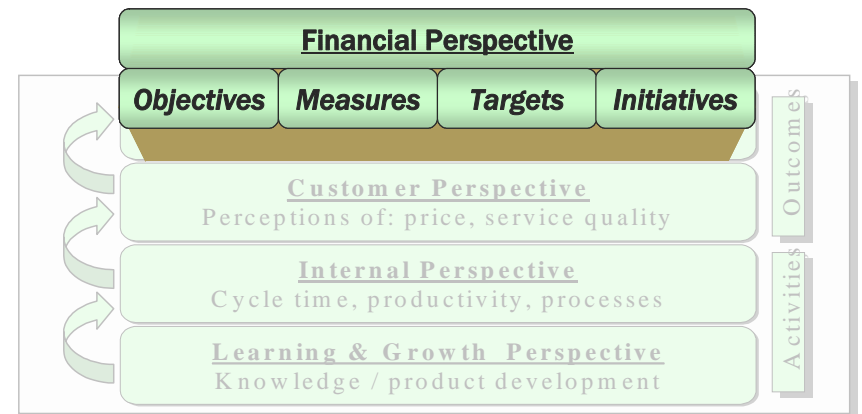 Financial Perspective
Objectives Measures Targets Initiatives
Customer Perspective
Perceptions of: price, service quality
Internal Perspective
Cycle time, productivity, processes
Learning & Growth Perspective
Knowledge / product development
Outcomes
Activities